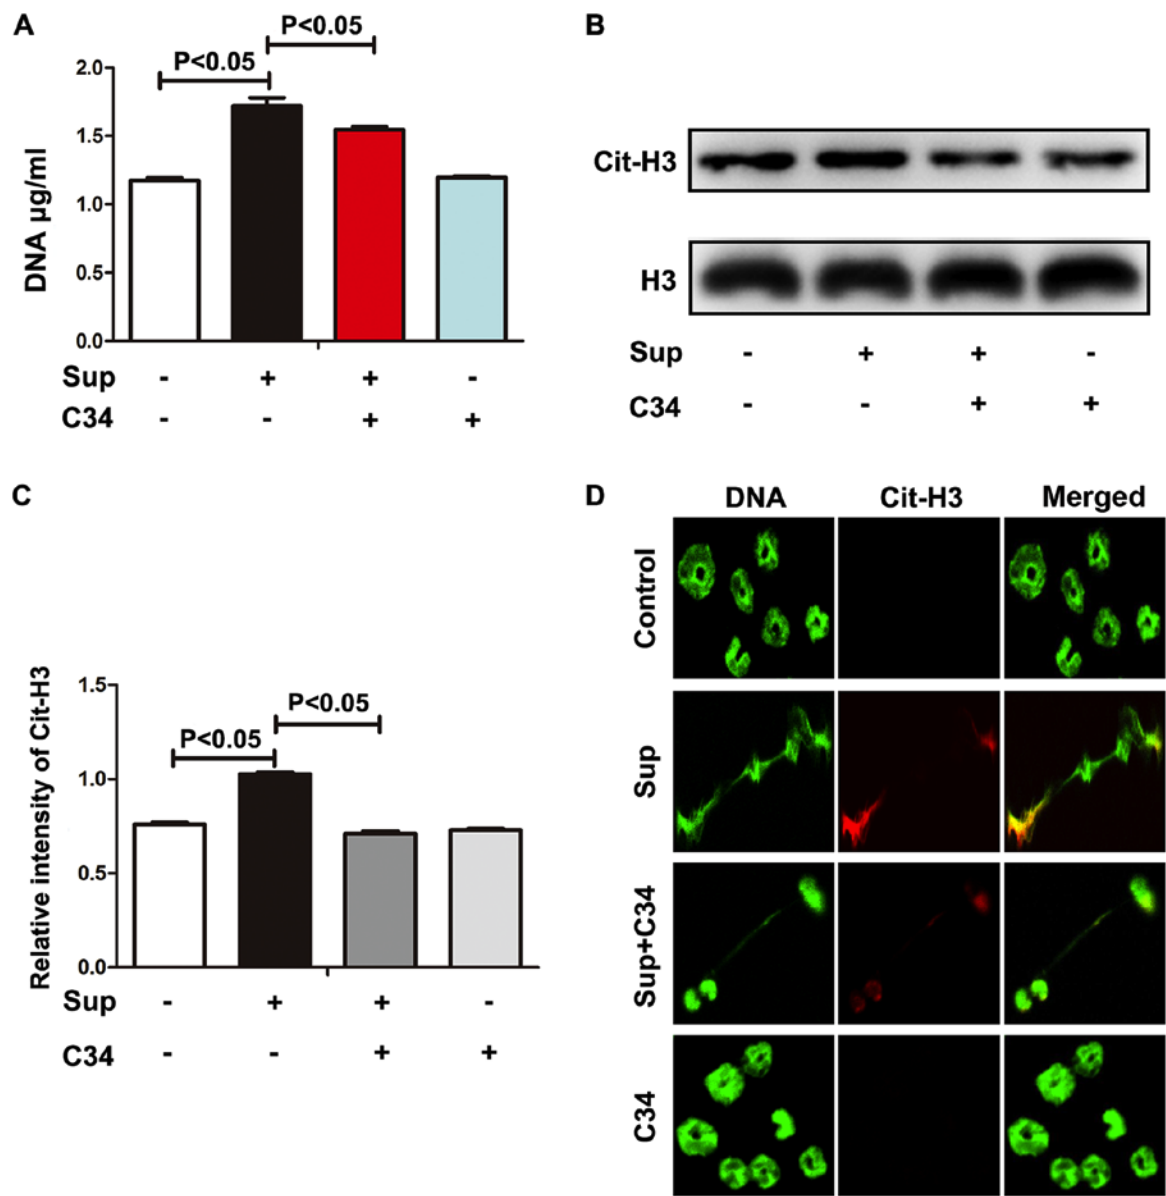 A
P<0.05
P<0.05
DNA μg/ml
2.0
1.5
1.0
0.5
0.0
Sup - + + -
C34 - - + +
B
Cit-H3
H3
Sup - + + -
C34 - - + +
C
Relative intensity of Cit-H3
1.5
1.0
0.5
0.0
P<0.05
P<0.05
Sup - + + -
C34 - - + +
D
DNA Cit-H3 Merged
Control
Sup
Sup+C34
C34